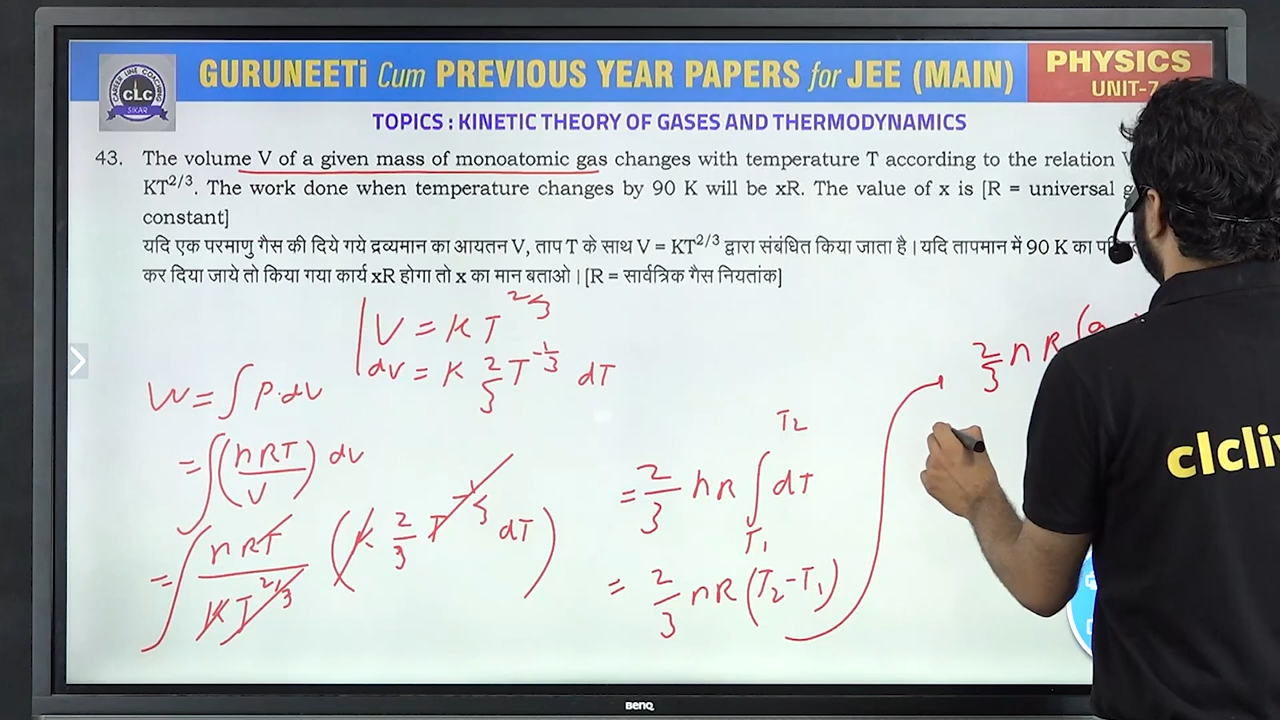 GURUNEETi Cum PREVIOUS YEAR PAPERS for JEE (MAIN)
PHYSICS
UNIT-7
CAREER LINE COACHING
CLC
SIKAR
TOPICS : KINETIC THEORY OF GASES AND THERMODYNAMICS
43. The volume V of a given mass of monoatomic gas changes with temperature T according to the relation V
KT^2/3. The work done when temperature changes by 90 K will be xR. The value of x is [R = universal
constant]
यदि एक परमाणु गैस की दिये गये द्रव्यमान का आयतन V, ताप T के साथ V = KT^2/3 द्वारा संबंधित किया जाता है। यदि तापमान में 90 K का
कर दिया जाये तो किया गया कार्य xR होगा तो x का मान बताओ। [R = सार्वत्रिक गैस नियतांक]
V = KT^2/3
dV = K 2/3 T^-1/3 dT
W = ∫ P.dV
= ∫ (nRT/V) dV
= ∫ nRT/KT^2/3 (K 2/3 T^-1/3 dT)
= 2/3 nR ∫ T1 T2 dT
= 2/3 nR (T2-T1)
2/3 nR (9
clcliv
BenQ